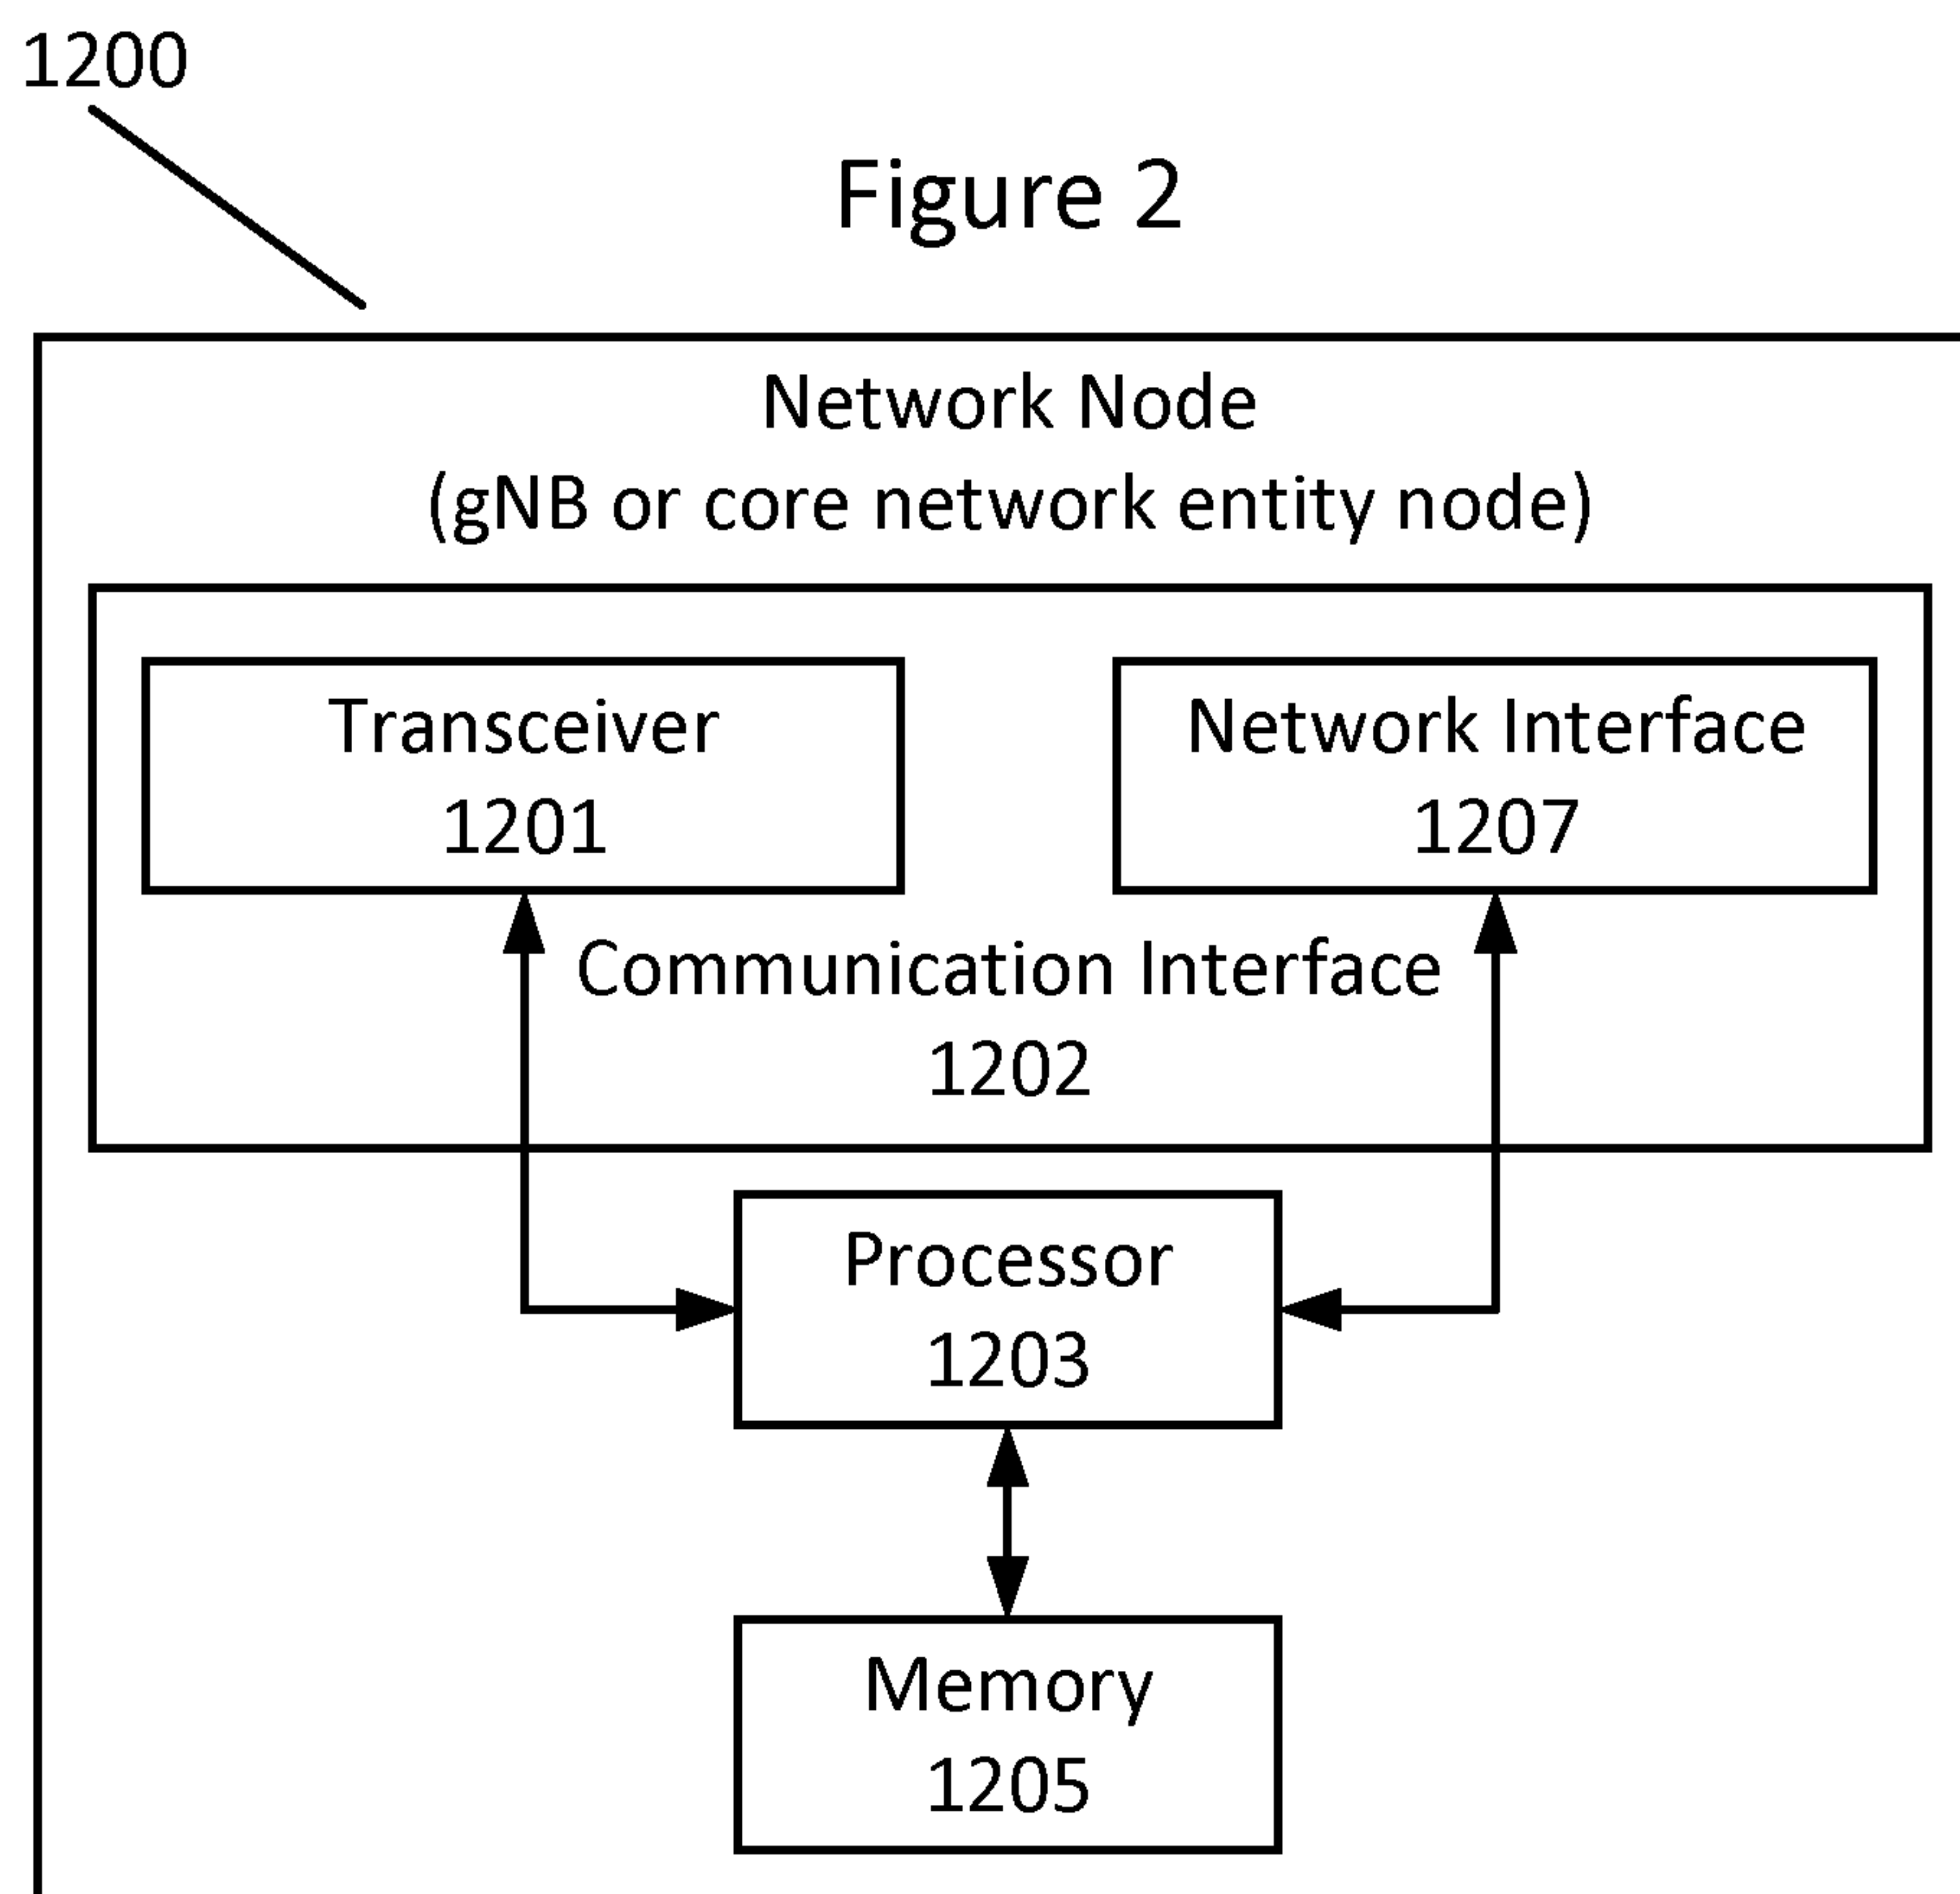 1200
Figure 2
Network Node
(gNB or core network entity node)
Transceiver
1201
Network Interface
1207
Communication Interface
1202
Processor
1203
Memory
1205